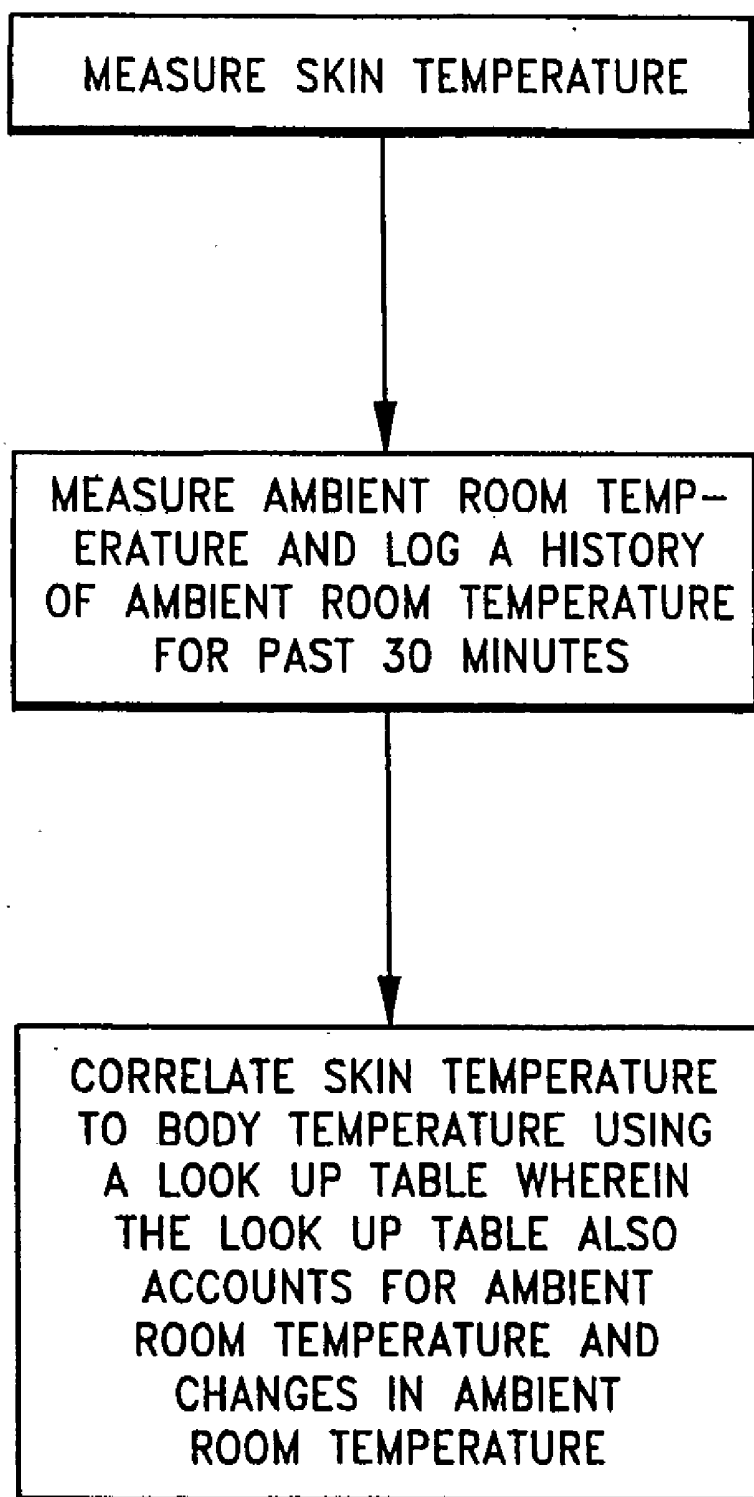 MEASURE SKIN TEMPERATURE
MEASURE AMBIENT ROOM TEMP-
ERATURE AND LOG A HISTORY
OF AMBIENT ROOM TEMPERATURE
FOR PAST 30 MINUTES
CORRELATE SKIN TEMPERATURE
TO BODY TEMPERATURE USING
A LOOK UP TABLE WHEREIN
THE LOOK UP TABLE ALSO
ACCOUNTS FOR AMBIENT
ROOM TEMPERATURE AND
CHANGES IN AMBIENT
ROOM TEMPERATURE